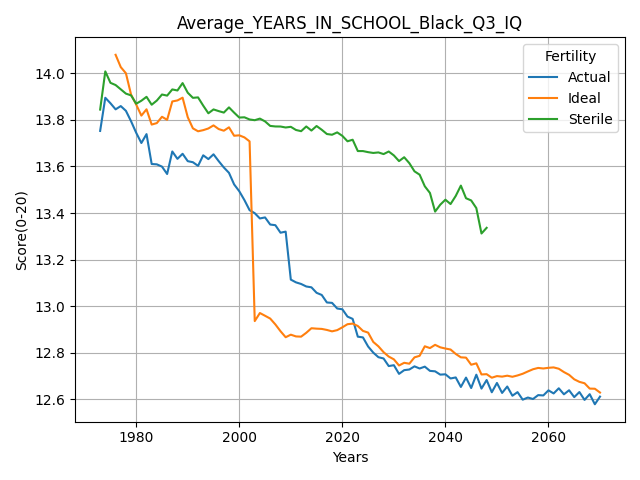 Average_YEARS_IN_SCHOOL_Black_Q3_IQ
Fertility
Actual
Ideal
Sterile
Score(0-20)
14.0
13.8
13.6
13.4
13.2
13.0
12.8
12.6
1980 2000 2020 2040 2060
Years